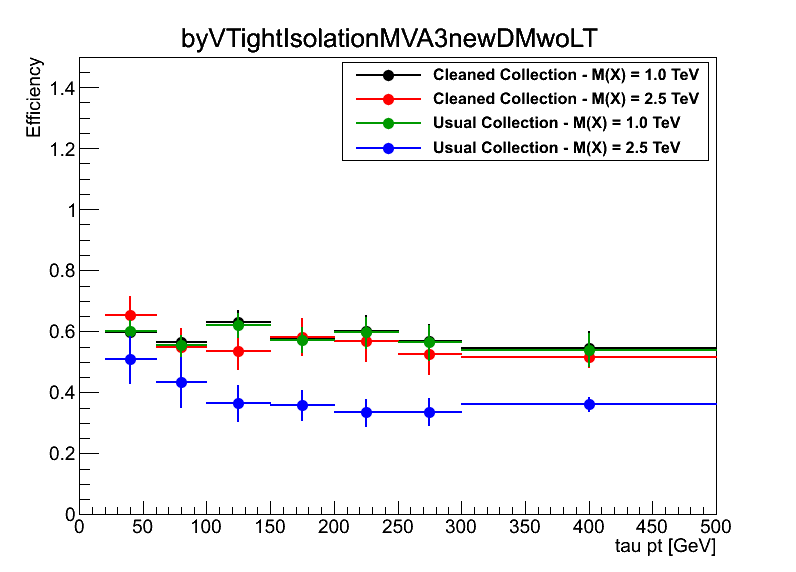 byVTightIsolationMVA3newDMwoLT
Efficiency
Cleaned Collection - M(X) = 1.0 TeV
Cleaned Collection - M(X) = 2.5 TeV
Usual Collection - M(X) = 1.0 TeV
Usual Collection - M(X) = 2.5 TeV
1.4
1.2
1
0.8
0.6
0.4
0.2
0
0 50 100 150 200 250 300 350 400 450 500
tau pt [GeV]